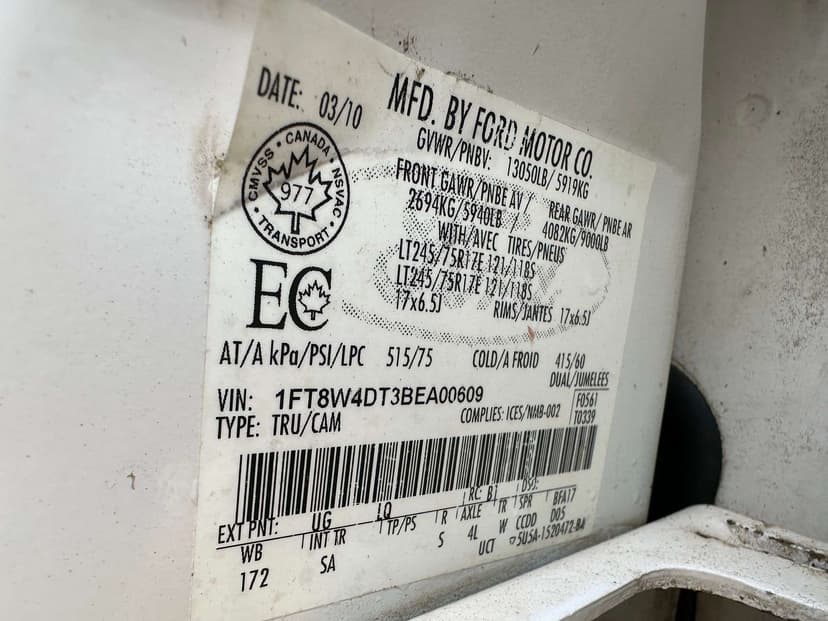 DATE: 03/10
MFD. BY FORD MOTOR CO.
GVWR/PNBV: 13050LB/ 5919KG
FRONT GAWR/PNBE AV / REAR GAWR/ PNBE AR
2694KG/5940LB 4082KG/9000LB
WITH/AVEC TIRES/PNEUS
LT245/75R17E 121/118S
LT245/75R17E 121/118S
17x6.5J RIMS/JANTES 17x6.5J
CMVSS • CANADA • NSVAC • TRANSPORT •
977
EC
AT/A kPa/PSI/LPC 515/75 COLD/A FROID 415/60
DUAL/JUMELEES
VIN: 1FT8W4DT3BEA00609
F0561
T0339
TYPE: TRU/CAM COMPLIES: ICES/NMB-002
RC: B1 DSO:
EXT PNT: UG LQ
WB INT TR TP/PS R AXLE TR SPR BFA17
172 SA S 4L W CCDD D05
UCT 5U5A-1520472-BA